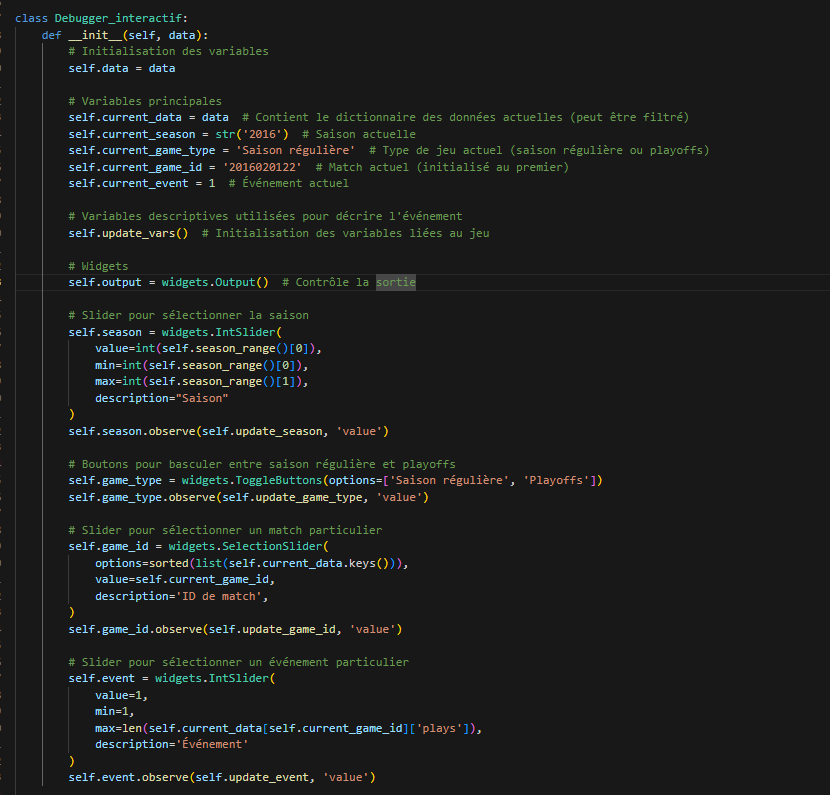 class Debugger_interactif:
    def __init__(self, data):
        # Initialisation des variables
        self.data = data

        # Variables principales
        self.current_data = data  # Contient le dictionnaire des données actuelles (peut être filtré)
        self.current_season = str('2016')  # Saison actuelle
        self.current_game_type = 'Saison régulière'  # Type de jeu actuel (saison régulière ou playoffs)
        self.current_game_id = '2016020122'  # Match actuel (initialisé au premier)
        self.current_event = 1  # Événement actuel

        # Variables descriptives utilisées pour décrire l'événement
        self.update_vars()  # Initialisation des variables liées au jeu

        # Widgets
        self.output = widgets.Output()  # Contrôle la sortie

        # Slider pour sélectionner la saison
        self.season = widgets.IntSlider(
            value=int(self.season_range()[0]),
            min=int(self.season_range()[0]),
            max=int(self.season_range()[1]),
            description="Saison"
        )
        self.season.observe(self.update_season, 'value')

        # Boutons pour basculer entre saison régulière et playoffs
        self.game_type = widgets.ToggleButtons(options=['Saison régulière', 'Playoffs'])
        self.game_type.observe(self.update_game_type, 'value')

        # Slider pour sélectionner un match particulier
        self.game_id = widgets.SelectionSlider(
            options=sorted(list(self.current_data.keys())),
            value=self.current_game_id,
            description='ID de match',
        )
        self.game_id.observe(self.update_game_id, 'value')

        # Slider pour sélectionner un événement particulier
        self.event = widgets.IntSlider(
            value=1,
            min=1,
            max=len(self.current_data[self.current_game_id]['plays']),
            description='Événement'
        )
        self.event.observe(self.update_event, 'value')